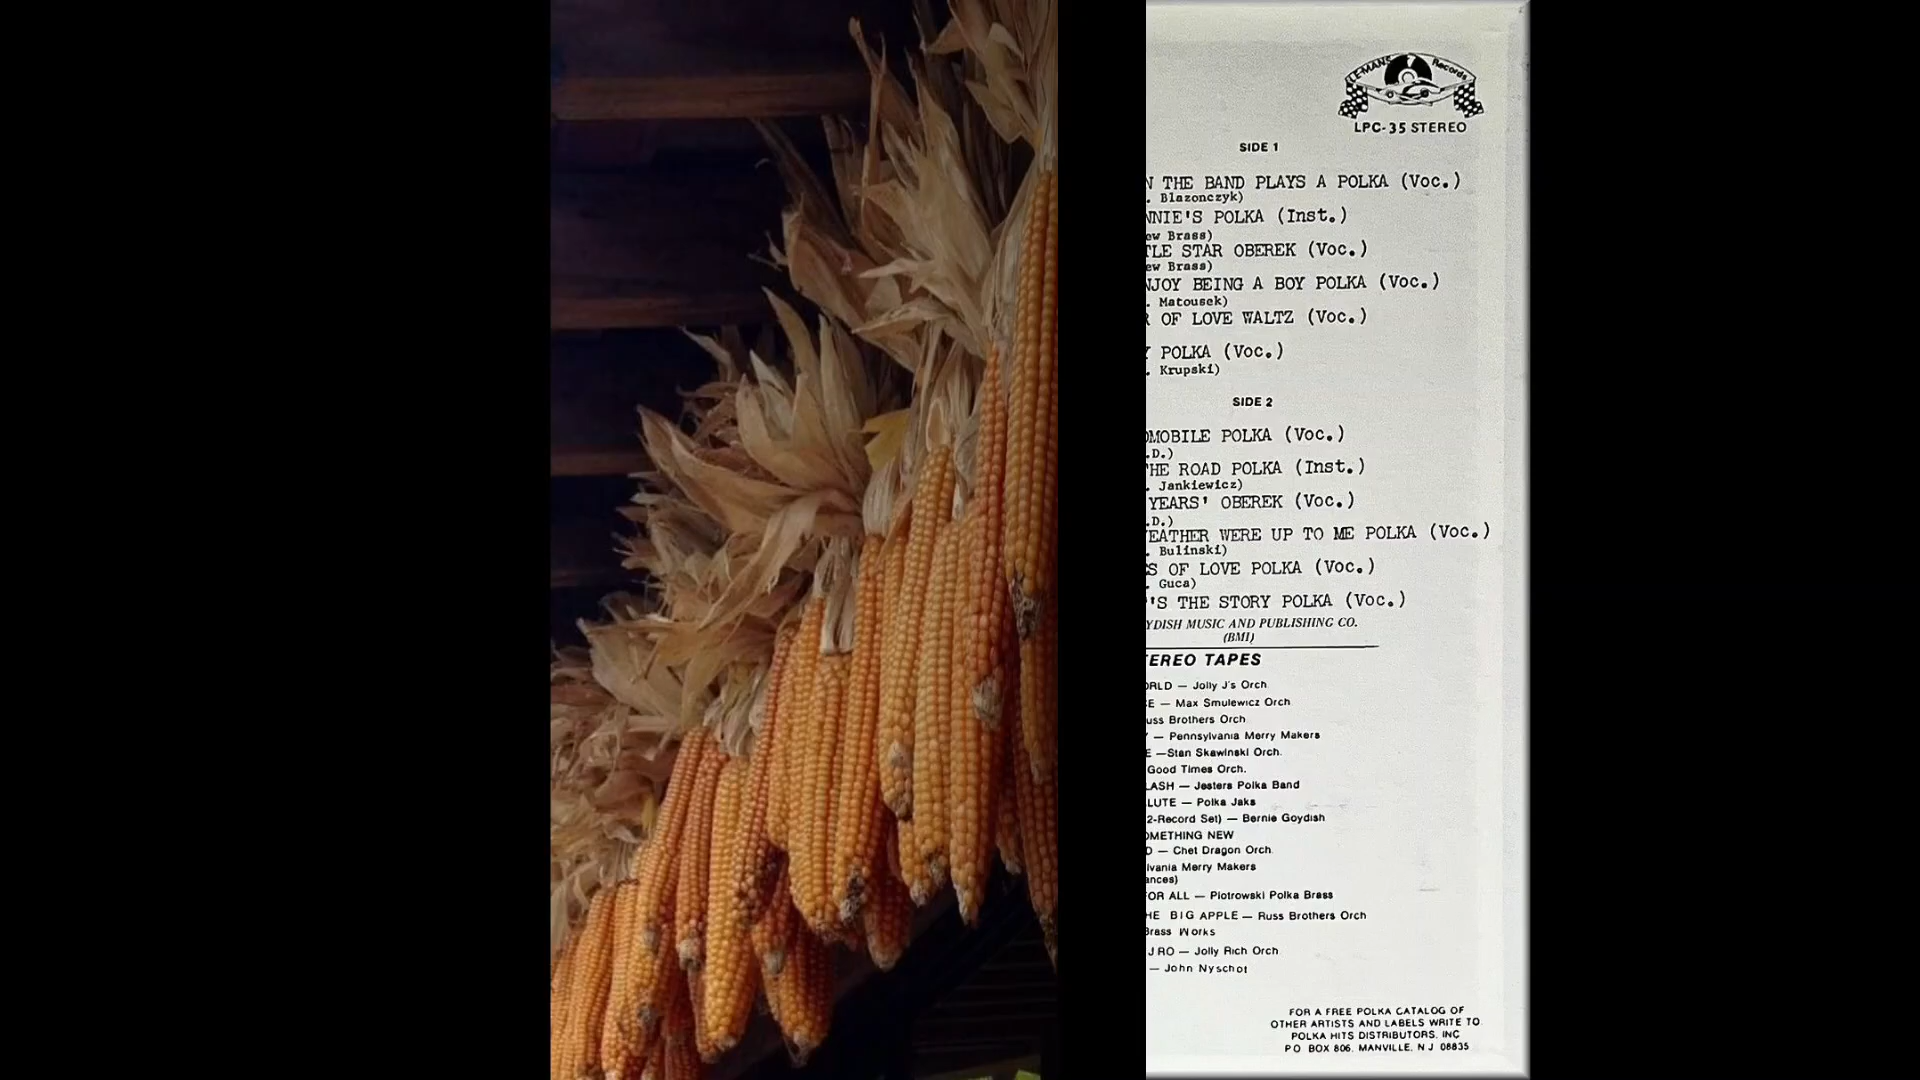 LE-MANS Records
LPC-35 STEREO
SIDE 1
N THE BAND PLAYS A POLKA (Voc.)
. Blazonczyk)
NNIE'S POLKA (Inst.)
ew Brass)
TLE STAR OBEREK (Voc.)
ew Brass)
NJOY BEING A BOY POLKA (Voc.)
. Matousek)
R OF LOVE WALTZ (Voc.)
Y POLKA (Voc.)
. Krupski)
SIDE 2
OMOBILE POLKA (Voc.)
.D.)
THE ROAD POLKA (Inst.)
. Jankiewicz)
YEARS' OBEREK (Voc.)
.D.)
EATHER WERE UP TO ME POLKA (Voc.)
. Bulinski)
ES OF LOVE POLKA (Voc.)
. Guca)
'S THE STORY POLKA (Voc.)
YDISH MUSIC AND PUBLISHING CO.
(BMI)
TEREO TAPES
ORLD — Jolly J's Orch.
CE — Max Smulewicz Orch
uss Brothers Orch
Y — Pennsylvania Merry Makers
E —Stan Skawinski Orch.
Good Times Orch.
LASH — Jesters Polka Band
LUTE — Polka Jaks
2-Record Set) — Bernie Goydish
OMETHING NEW
D — Chet Dragon Orch.
lvania Merry Makers
ances)
FOR ALL — Piotrowski Polka Brass
HE BIG APPLE — Russ Brothers Orch
Brass Works
JRO — Jolly Rich Orch
— John Nyschot
FOR A FREE POLKA CATALOG OF
OTHER ARTISTS AND LABELS WRITE TO
POLKA HITS DISTRIBUTORS, INC
P O BOX 806, MANVILLE, N J 08835